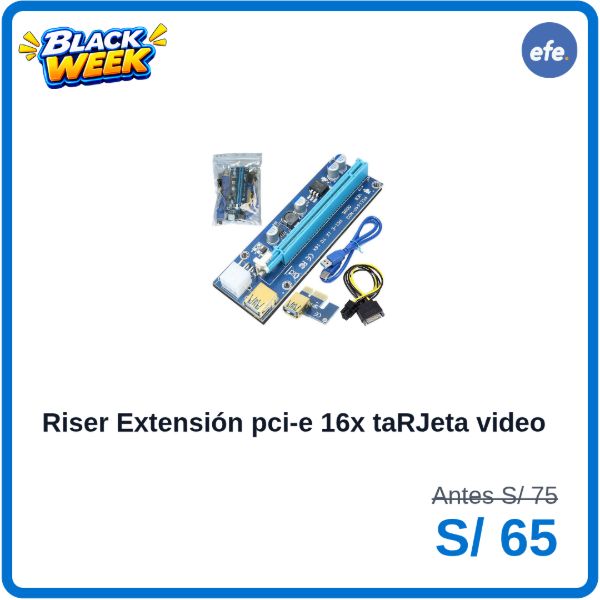 BLACK
WEEK
efe.
Riser Extensión pci-e 16x taRJeta video
Antes S/ 75
S/ 65